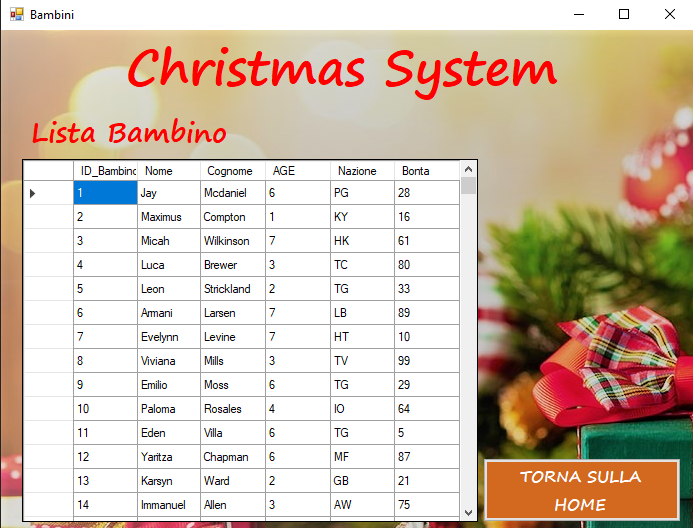 Bambini
Christmas System
Lista Bambino
ID_Bambino Nome Cognome AGE Nazione Bonta
1 Jay Mcdaniel 6 PG 28
2 Maximus Compton 1 KY 16
3 Micah Wilkinson 7 HK 61
4 Luca Brewer 3 TC 80
5 Leon Strickland 2 TG 33
6 Amani Larsen 7 LB 89
7 Evelynn Levine 7 HT 10
8 Viviana Mills 3 TV 99
9 Emilio Moss 6 TG 29
10 Paloma Rosales 4 IO 64
11 Eden Villa 6 TG 5
12 Yaritza Chapman 6 MF 87
13 Karsyn Ward 2 GB 21
14 Immanuel Allen 3 AW 75
TORNA SULLA
HOME